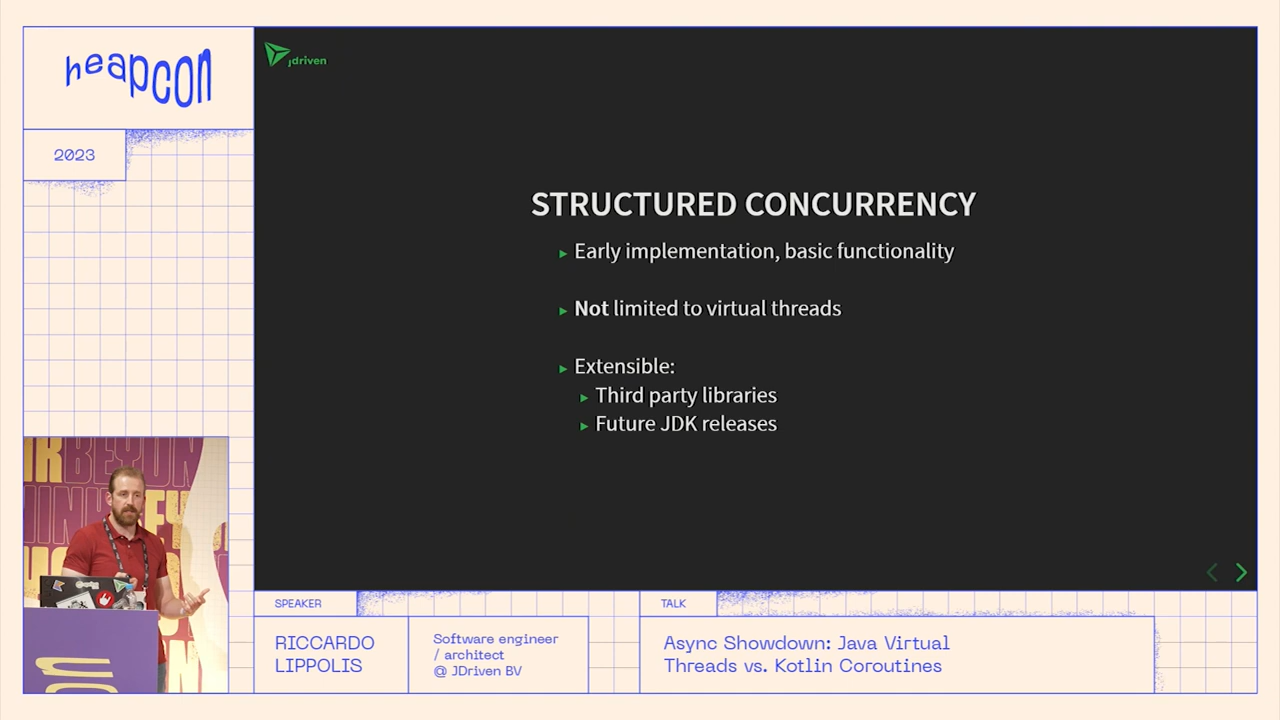 heapcon
2023
jdriven
STRUCTURED CONCURRENCY
Early implementation, basic functionality
Not limited to virtual threads
Extensible:
Third party libraries
Future JDK releases
SPEAKER
RICCARDO
LIPPOLIS
Software engineer
/ architect
@ JDriven BV
TALK
Async Showdown: Java Virtual
Threads vs. Kotlin Coroutines